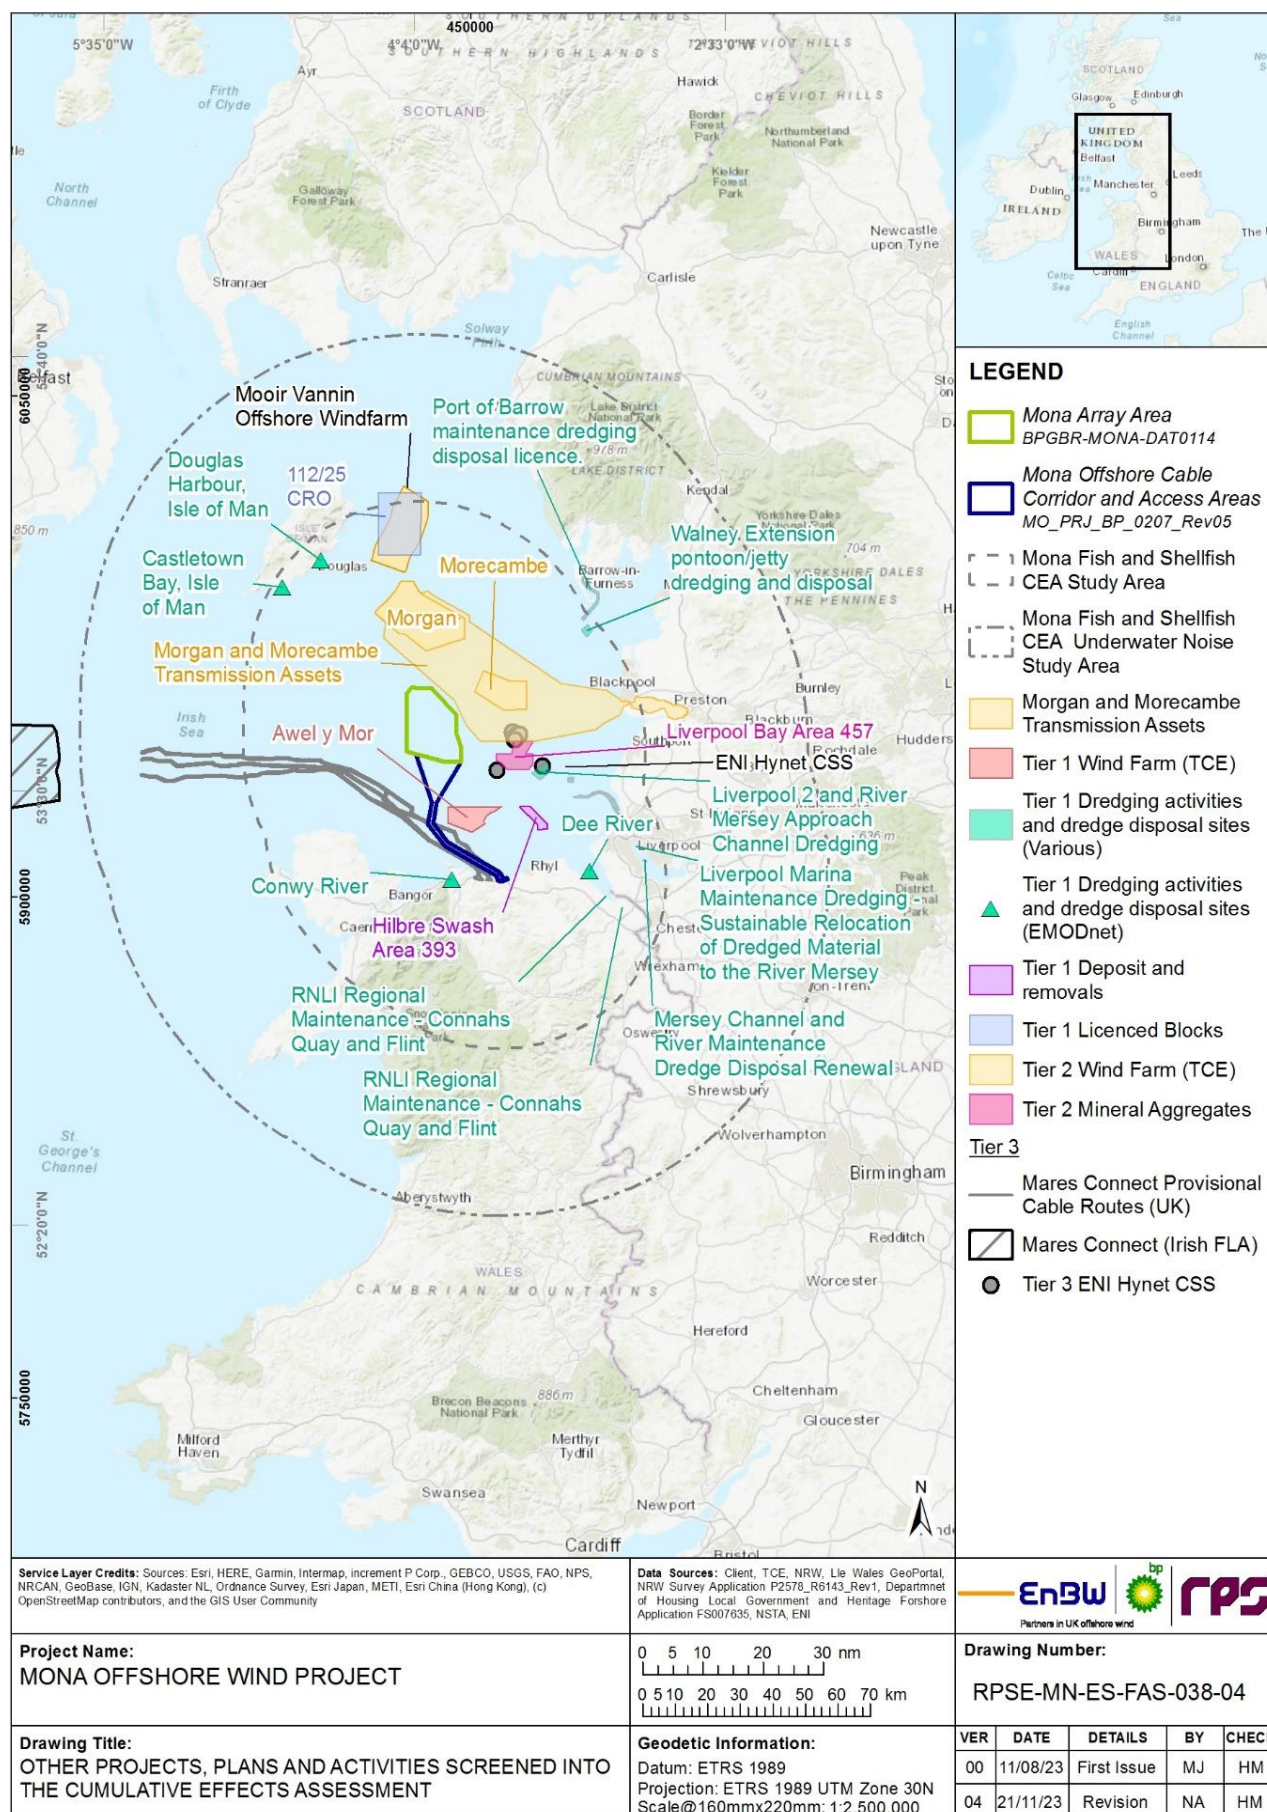 450000
5°35'0"W
4°4'0"W
2°33'0"W
SOUTHERN UPLANDS
SOUTHERN HIGHLANDS
CHEVIOT HILLS
Ayr
Hawick
CHEVIOT HILLS
Firth
of Clyde
SCOTLAND
Border
Forest
Park
Northumberland
National Park
Kielder
Forest
Park
North
Channel
Galloway
Forest Park
Newcastle
upon Tyne
Stranraer
Carlisle
Solway
Firth
6050000
Belfast
CUMBRIAN MOUNTAINS
Mooir Vannin
Offshore Windfarm
Port of Barrow
maintenance dredging
disposal licence.
Lake District
National Park
978 m
LAKE DISTRICT
Douglas
Harbour,
Isle of Man
112/25
CRO
Kendal
850 m
Yorkshire Dales
704 m
YORKSHIRE DALES
THE PENNINES
Walney Extension
pontoon/jetty
dredging and disposal
Castletown
Bay, Isle
of Man
Douglas
Morecambe
Barrow-in-
Furness
Morgan
Morgan and Morecambe
Transmission Assets
Blackpool
Preston
Burnley
Blackburn
Irish
Sea
Awel y Mor
Liverpool Bay Area 457
Rochdale
Hudders
ENI Hynet CSS
53°30'0"N
Liverpool 2 and River
Mersey Approach
Channel Dredging
Dee River
636 m
Liverpool
Rhyl
Conwy River
Bangor
5900000
Liverpool Marina
Maintenance Dredging -
Sustainable Relocation
of Dredged Material
to the River Mersey
Peak
District
Hilbre Swash
Area 393
Wrexham
RNLI Regional
Maintenance - Connahs
Quay and Flint
Oswestry
Mersey Channel and
River Maintenance
Dredge Disposal Renewal
RNLI Regional
Maintenance - Connahs
Quay and Flint
Shrewsbury
Wolverhampton
St.
George's
Channel
Birmingham
Aberystwyth
52°20'0"N
Redditch
WALES
CAMBRIAN MOUNTAINS
Worcester
Hereford
5750000
Cheltenham
Brecon Beacons
National Park
886 m
Gloucester
Milford
Haven
Merthyr
Tydfil
Swansea
Newport
N
Cardiff
Bristol
SCOTLAND
Glasgow
Edinburgh
UNITED
KINGDOM
Belfast
Leeds
Dublin
Manchester
IRELAND
Birmingham
WALES
London
Cardiff
Celtic
Sea
ENGLAND
English
Channel
LEGEND
Mona Array Area
BPGBR-MONA-DAT0114
Mona Offshore Cable
Corridor and Access Areas
MO_PRJ_BP_0207_Rev05
Mona Fish and Shellfish
CEA Study Area
Mona Fish and Shellfish
CEA Underwater Noise
Study Area
Morgan and Morecambe
Transmission Assets
Tier 1 Wind Farm (TCE)
Tier 1 Dredging activities
and dredge disposal sites
(Various)
Tier 1 Dredging activities
and dredge disposal sites
(EMODnet)
Tier 1 Deposit and
removals
Tier 1 Licenced Blocks
Tier 2 Wind Farm (TCE)
Tier 2 Mineral Aggregates
Tier 3
Mares Connect Provisional
Cable Routes (UK)
Mares Connect (Irish FLA)
Tier 3 ENI Hynet CSS
Service Layer Credits: Sources: Esri, HERE, Garmin, Intermap, increment P Corp., GEBCO, USGS, FAO, NPS,
NRCAN, GeoBase, IGN, Kadaster NL, Ordnance Survey, Esri Japan, METI, Esri China (Hong Kong), (c)
OpenStreetMap contributors, and the GIS User Community
Data Sources: Client, TCE, NRW, Lle Wales GeoPortal,
NRW Survey Application P2578_R6143_Rev1, Departmnet
of Housing Local Government and Heritage Forshore
Application FS007635, NSTA, ENI
EnBW
bp
rps
Partners in UK offshore wind
Project Name:
MONA OFFSHORE WIND PROJECT
0 5 10 20 30 nm
0 5 10 20 30 40 50 60 70 km
Drawing Number:
RPSE-MN-ES-FAS-038-04
Drawing Title:
OTHER PROJECTS, PLANS AND ACTIVITIES SCREENED INTO
THE CUMULATIVE EFFECTS ASSESSMENT
Geodetic Information:
Datum: ETRS 1989
Projection: ETRS 1989 UTM Zone 30N
Scale@160mmx220mm: 1:2,500,000
VER DATE DETAILS BY CHEC
00 11/08/23 First Issue MJ HM
04 21/11/23 Revision NA HM